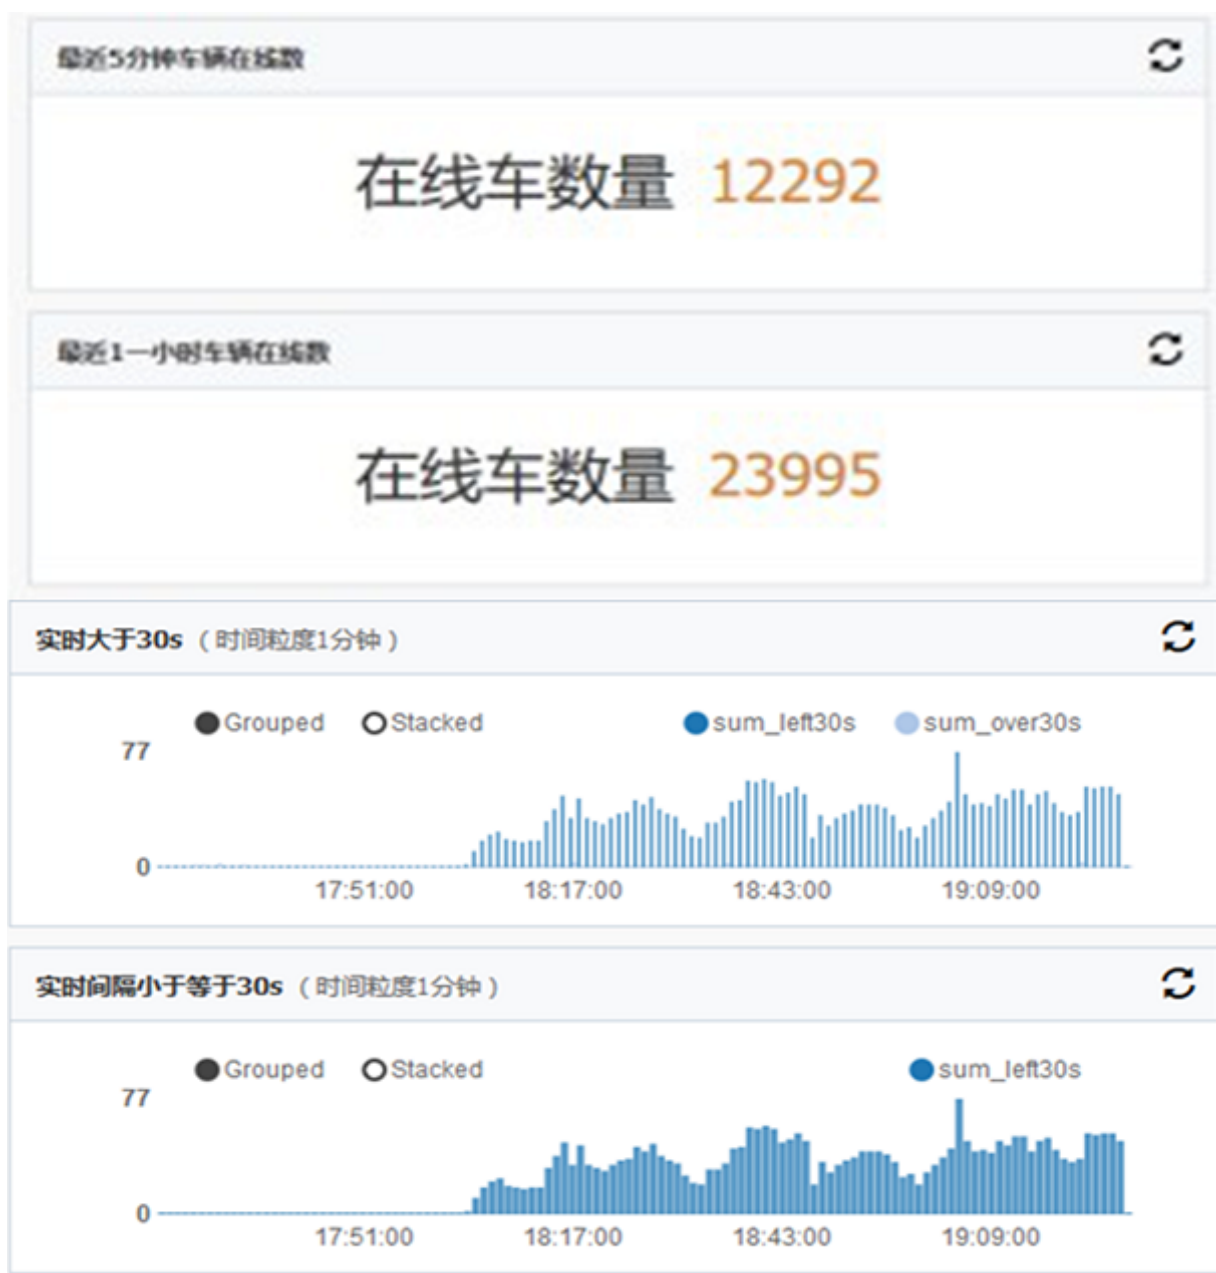 最近5分钟车辆在线数
在线车数量 12292
最近1一小时车辆在线数
在线车数量 23995
实时大于30s （时间粒度1分钟）
Grouped Stacked sum_left30s sum_over30s
77
0
17:51:00 18:17:00 18:43:00 19:09:00
实时间隔小于等于30s （时间粒度1分钟）
Grouped Stacked sum_left30s
77
0
17:51:00 18:17:00 18:43:00 19:09:00